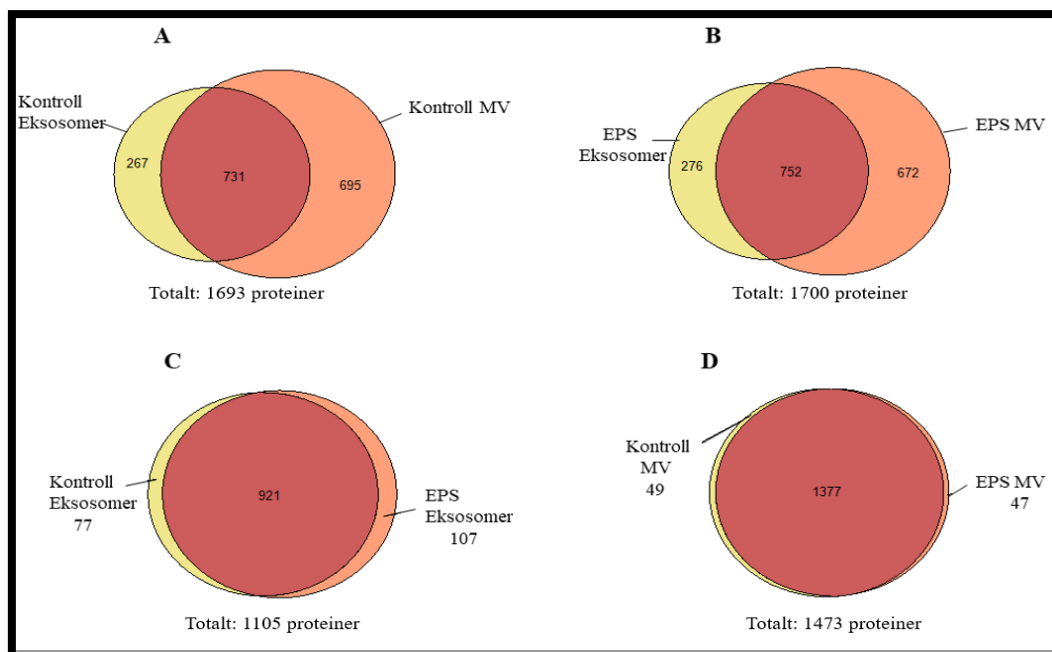 A
Kontroll
Eksosomer
Kontroll MV
267
731
695
Totalt: 1693 proteiner
B
EPS
Eksosomer
EPS MV
276
752
672
Totalt: 1700 proteiner
C
Kontroll
Eksosomer
77
921
EPS
Eksosomer
107
Totalt: 1105 proteiner
D
Kontroll
MV
49
1377
EPS MV
47
Totalt: 1473 proteiner